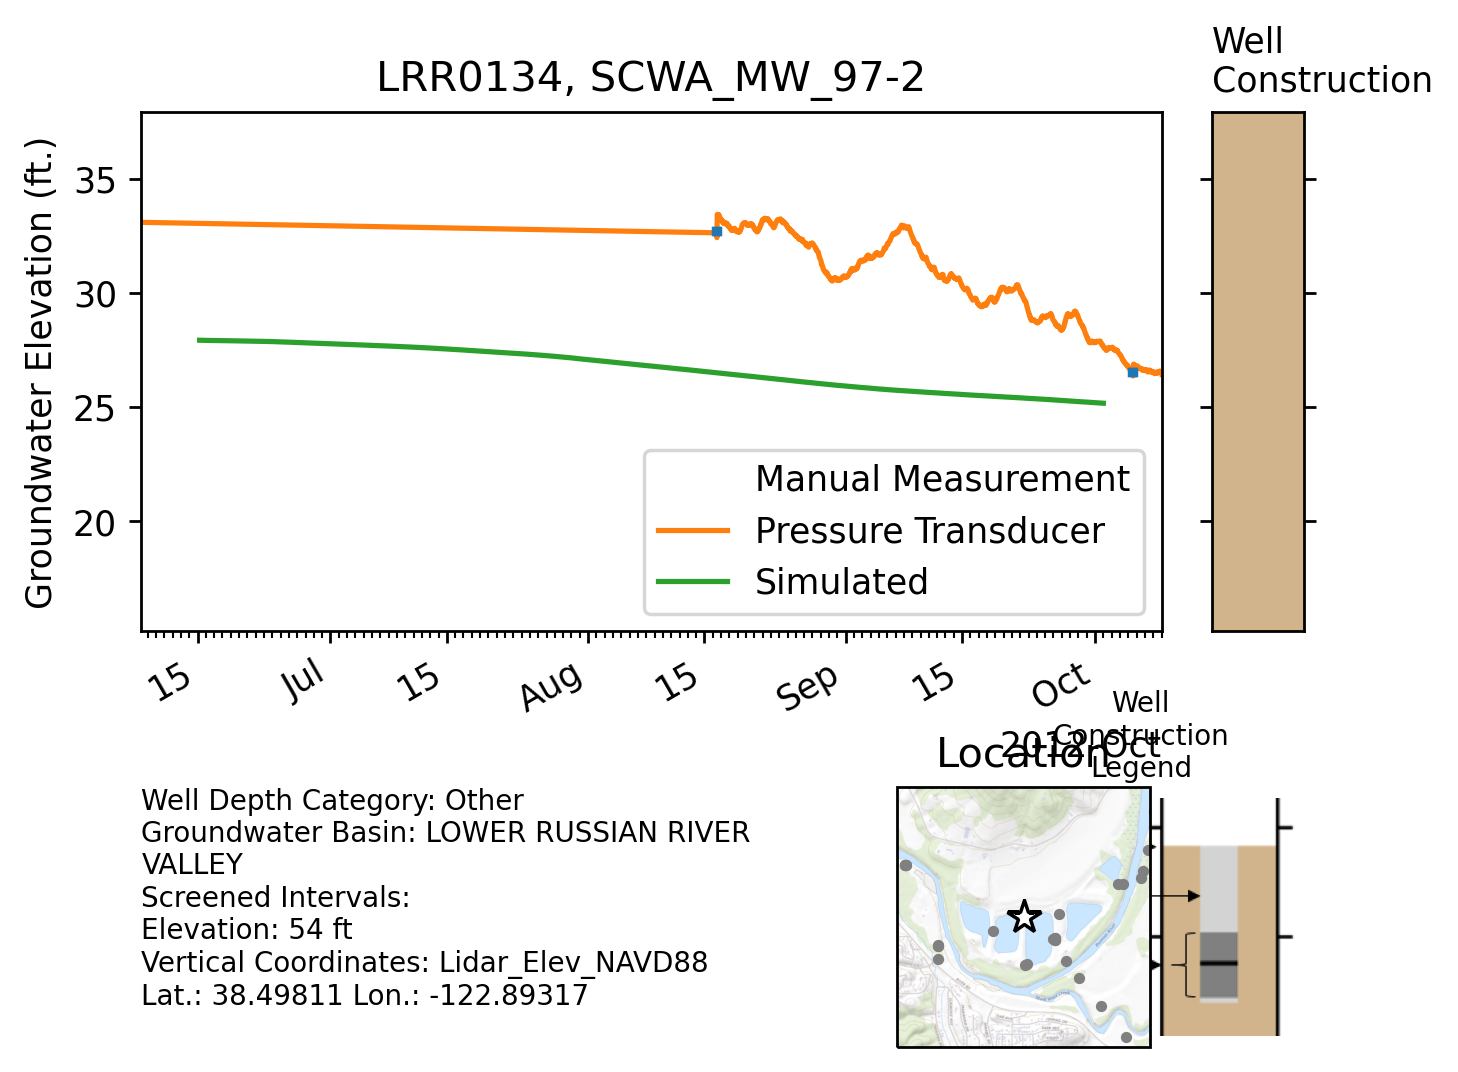 Well
Construction
LRR0134, SCWA_MW_97-2
Groundwater Elevation (ft.)
35
30
25
20
Manual Measurement
Pressure Transducer
Simulated
15
Jul
15
Aug
15
Sep
15
Oct
2012-Oct
Location
Well
Construction
Legend
Well Depth Category: Other
Groundwater Basin: LOWER RUSSIAN RIVER
VALLEY
Screened Intervals:
Elevation: 54 ft
Vertical Coordinates: Lidar_Elev_NAVD88
Lat.: 38.49811 Lon.: -122.89317